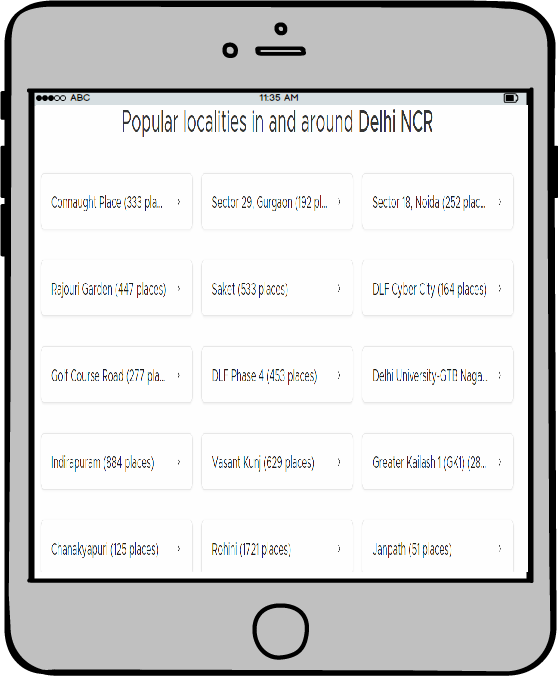 ABC 11:35 AM
Popular localities in and around Delhi NCR
Connaught Place (333 pla...
Sector 29, Gurgaon (192 pl...
Sector 18, Noida (252 plac...
Rajouri Garden (447 places)
Saket (533 places)
DLF Cyber City (164 places)
Golf Course Road (277 pla...
DLF Phase 4 (453 places)
Delhi University-GTB Naga...
Indirapuram (884 places)
Vasant Kunj (629 places)
Greater Kailash 1 (GK1) (28...
Chanakyapuri (125 places)
Rohini (1721 places)
Janpath (51 places)